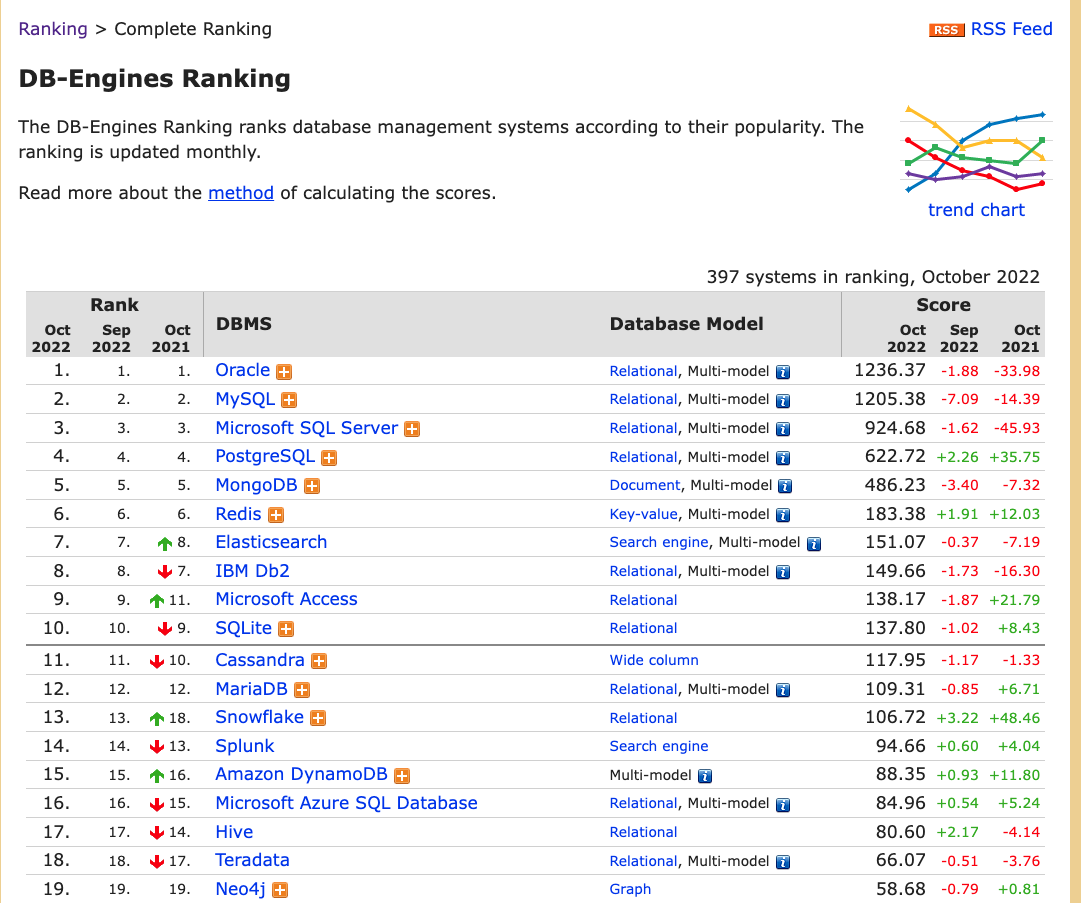 Ranking > Complete Ranking
RSS RSS Feed
DB-Engines Ranking
The DB-Engines Ranking ranks database management systems according to their popularity. The
ranking is updated monthly.
Read more about the method of calculating the scores.
trend chart
397 systems in ranking, October 2022
Rank DBMS Database Model Score
Oct 2022 Sep 2022 Oct 2021 Oct 2022 Sep 2022 Oct 2021
1. 1. 1. Oracle Relational, Multi-model 1236.37 -1.88 -33.98
2. 2. 2. MySQL Relational, Multi-model 1205.38 -7.09 -14.39
3. 3. 3. Microsoft SQL Server Relational, Multi-model 924.68 -1.62 -45.93
4. 4. 4. PostgreSQL Relational, Multi-model 622.72 +2.26 +35.75
5. 5. 5. MongoDB Document, Multi-model 486.23 -3.40 -7.32
6. 6. 6. Redis Key-value, Multi-model 183.38 +1.91 +12.03
7. 7. 8. Elasticsearch Search engine, Multi-model 151.07 -0.37 -7.19
8. 8. 7. IBM Db2 Relational, Multi-model 149.66 -1.73 -16.30
9. 9. 11. Microsoft Access Relational 138.17 -1.87 +21.79
10. 10. 9. SQLite Relational 137.80 -1.02 +8.43
11. 11. 10. Cassandra Wide column 117.95 -1.17 -1.33
12. 12. 12. MariaDB Relational, Multi-model 109.31 -0.85 +6.71
13. 13. 18. Snowflake Relational 106.72 +3.22 +48.46
14. 14. 13. Splunk Search engine 94.66 +0.60 +4.04
15. 15. 16. Amazon DynamoDB Multi-model 88.35 +0.93 +11.80
16. 16. 15. Microsoft Azure SQL Database Relational, Multi-model 84.96 +0.54 +5.24
17. 17. 14. Hive Relational 80.60 +2.17 -4.14
18. 18. 17. Teradata Relational, Multi-model 66.07 -0.51 -3.76
19. 19. 19. Neo4j Graph 58.68 -0.79 +0.81